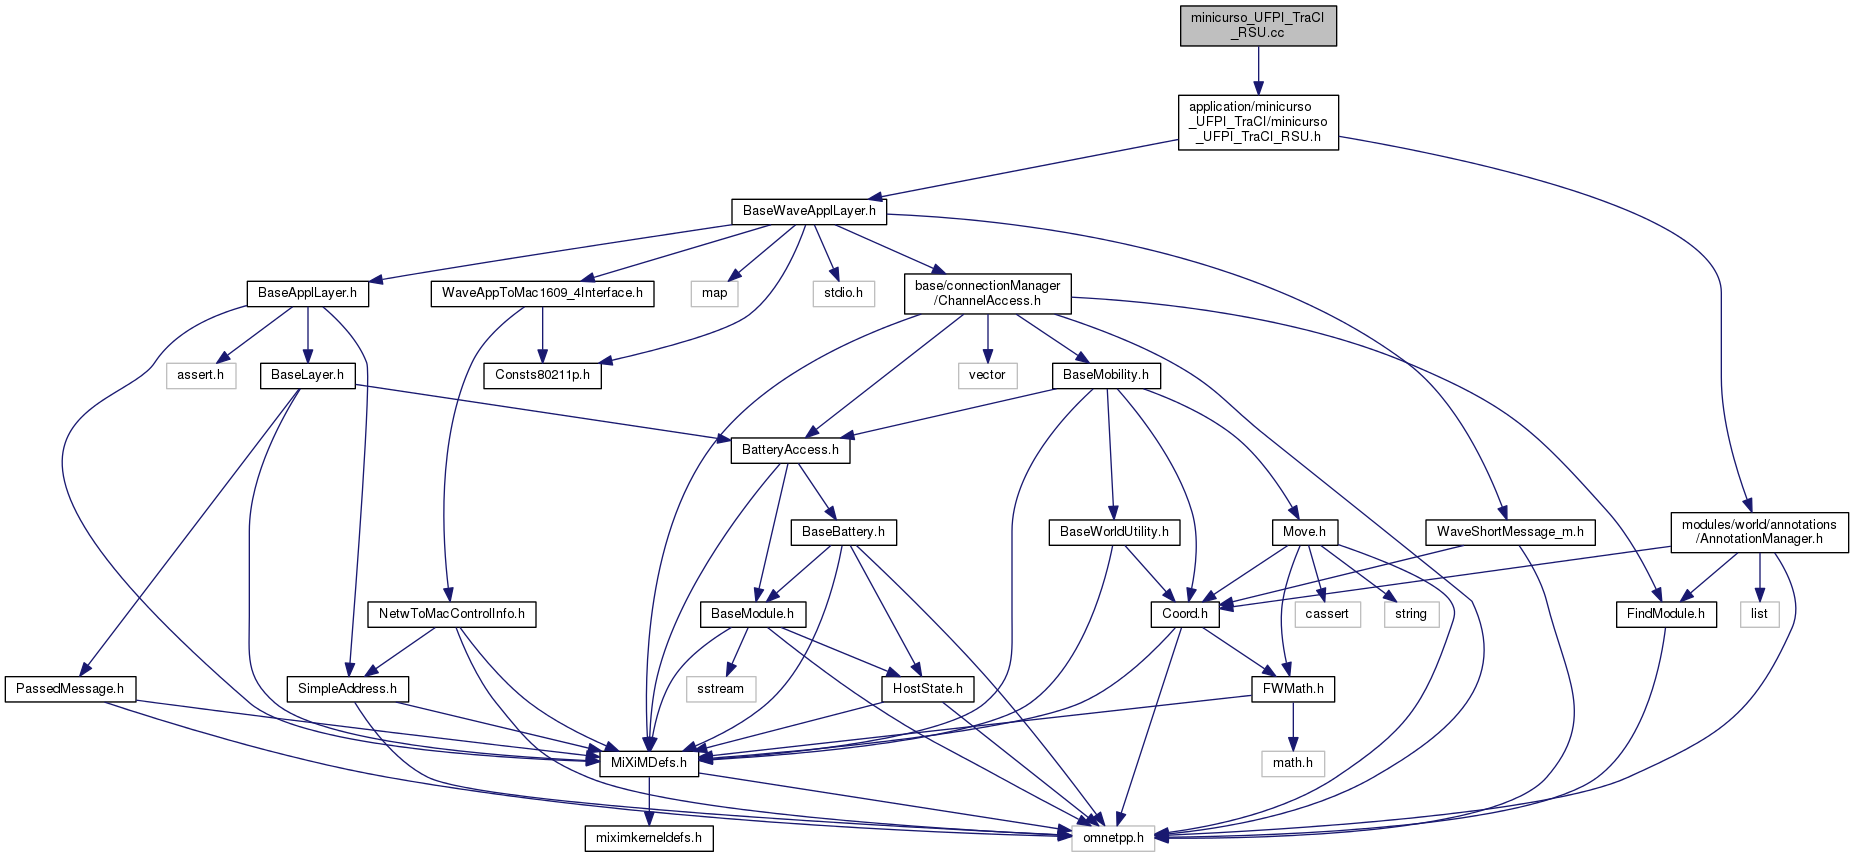 minicurso_UFPI_TraCI
_RSU.cc
application/minicurso
_UFPI_TraCI/minicurso
_UFPI_TraCI_RSU.h
BaseWaveApplLayer.h
BaseApplLayer.h
WaveAppToMac1609_4Interface.h
map
stdio.h
base/connectionManager
/ChannelAccess.h
assert.h
BaseLayer.h
Consts80211p.h
vector
BaseMobility.h
BatteryAccess.h
BaseBattery.h
BaseWorldUtility.h
Move.h
WaveShortMessage_m.h
modules/world/annotations
/AnnotationManager.h
NetwToMacControlInfo.h
BaseModule.h
Coord.h
cassert
string
FindModule.h
list
PassedMessage.h
SimpleAddress.h
sstream
HostState.h
FWMath.h
MiXiMDefs.h
math.h
miximkerneldefs.h
omnetpp.h